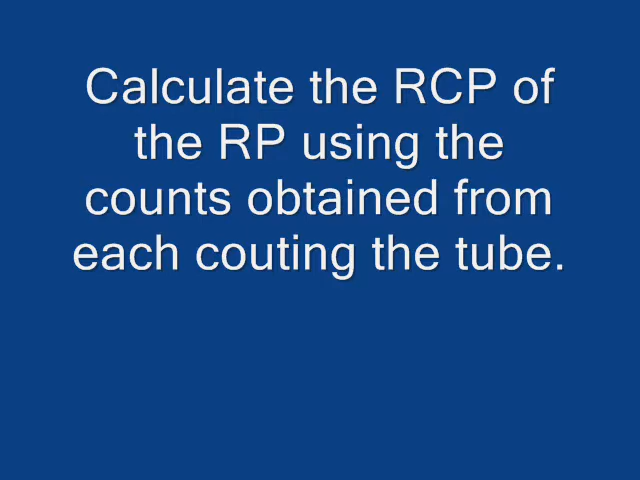 Calculate the RCP of
the RP using the
counts obtained from
each couting the tube.